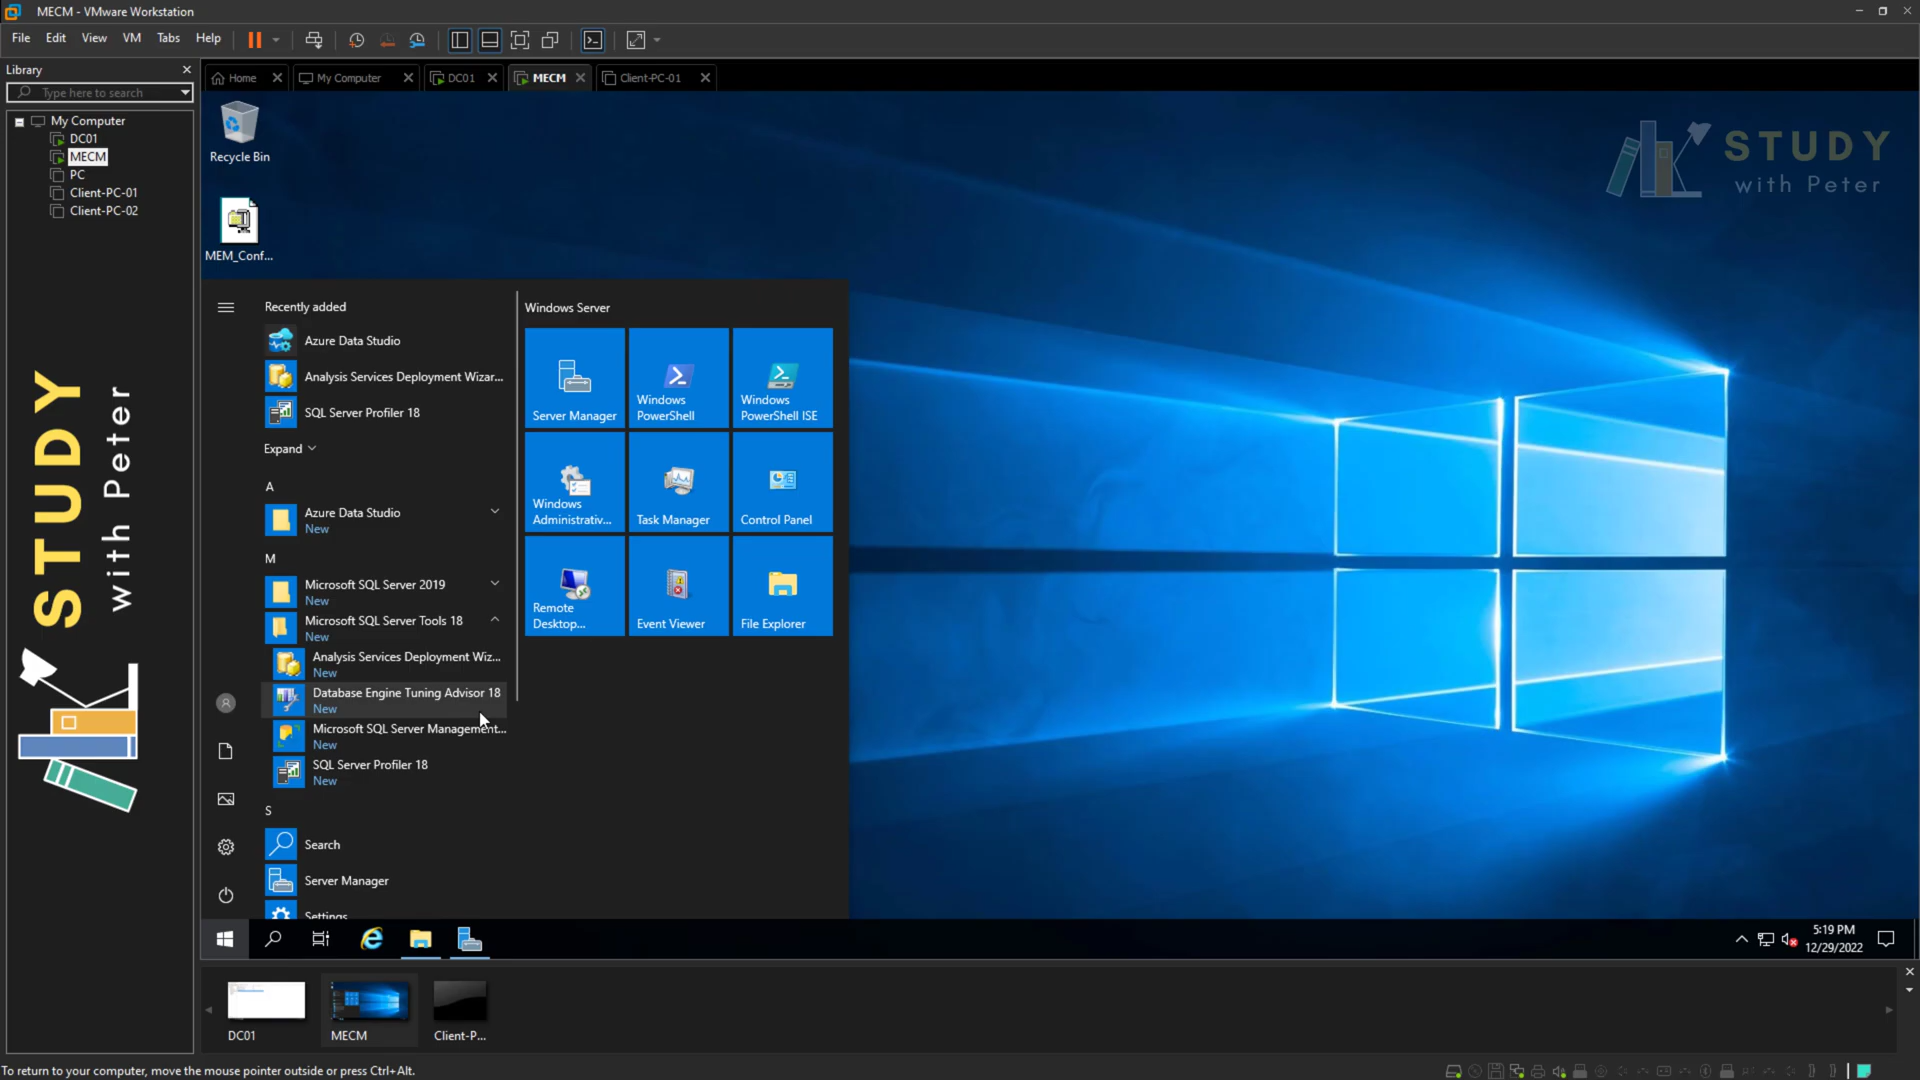 MECM - VMware Workstation
File Edit View VM Tabs Help
Library
Type here to search
My Computer
DC01
MECM
PC
Client-PC-01
Client-PC-02
Home
My Computer
DC01
MECM
Client-PC-01
Recycle Bin
MEM_Conf...
STUDY
with Peter
STUDY
with Peter
Recently added
Azure Data Studio
Analysis Services Deployment Wizar...
SQL Server Profiler 18
Expand
A
Azure Data Studio
New
M
Microsoft SQL Server 2019
New
Microsoft SQL Server Tools 18
New
Analysis Services Deployment Wiz...
New
Database Engine Tuning Advisor 18
New
Microsoft SQL Server Management...
New
SQL Server Profiler 18
New
S
Search
Server Manager
Settings
Windows Server
Server Manager
Windows
PowerShell
Windows
PowerShell ISE
Windows
Administrativ...
Task Manager
Control Panel
Remote
Desktop...
Event Viewer
File Explorer
5:19 PM
12/29/2022
DC01
MECM
Client-P...
To return to your computer, move the mouse pointer outside or press Ctrl+Alt.